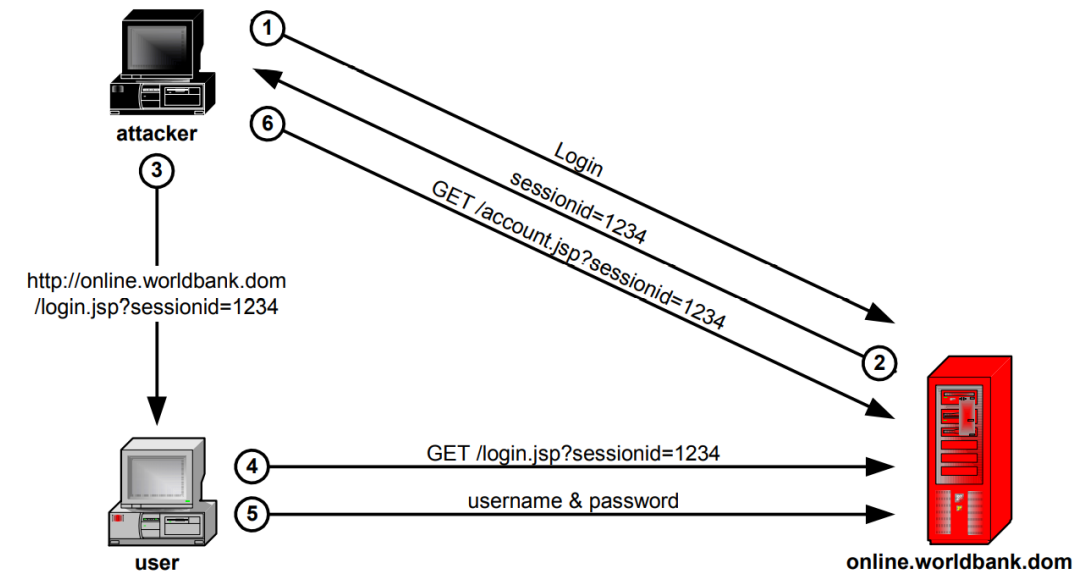 1
attacker
6
3
Login
sessionid=1234
GET /account.jsp?sessionid=1234
http://online.worldbank.dom
/login.jsp?sessionid=1234
2
4
GET /login.jsp?sessionid=1234
5
username & password
user
online.worldbank.dom